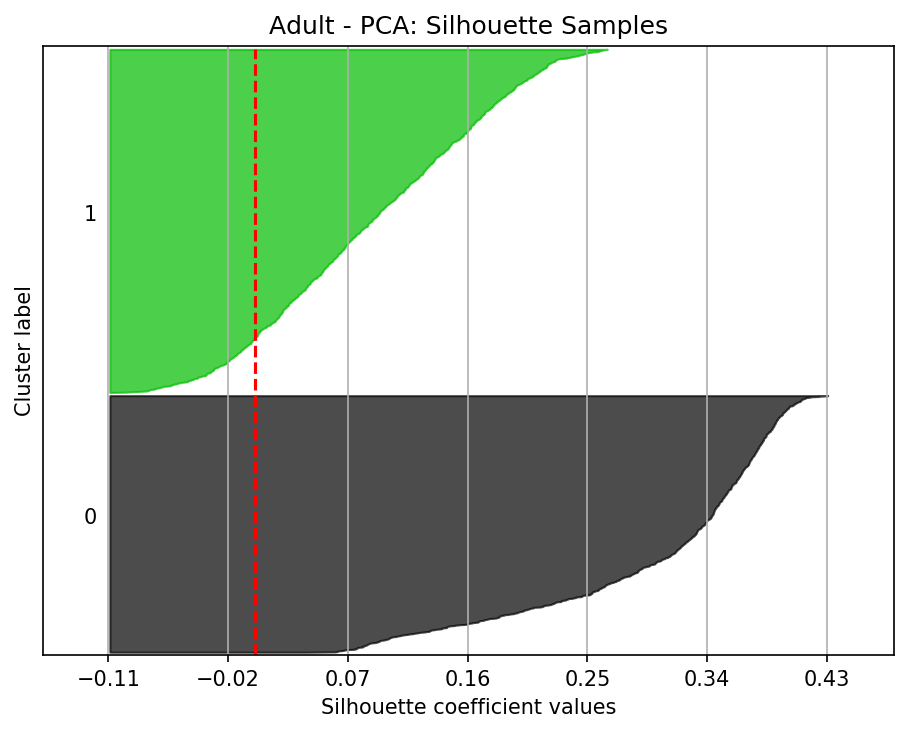 Adult - PCA: Silhouette Samples
Cluster label
1
0
−0.11 −0.02 0.07 0.16 0.25 0.34 0.43
Silhouette coefficient values